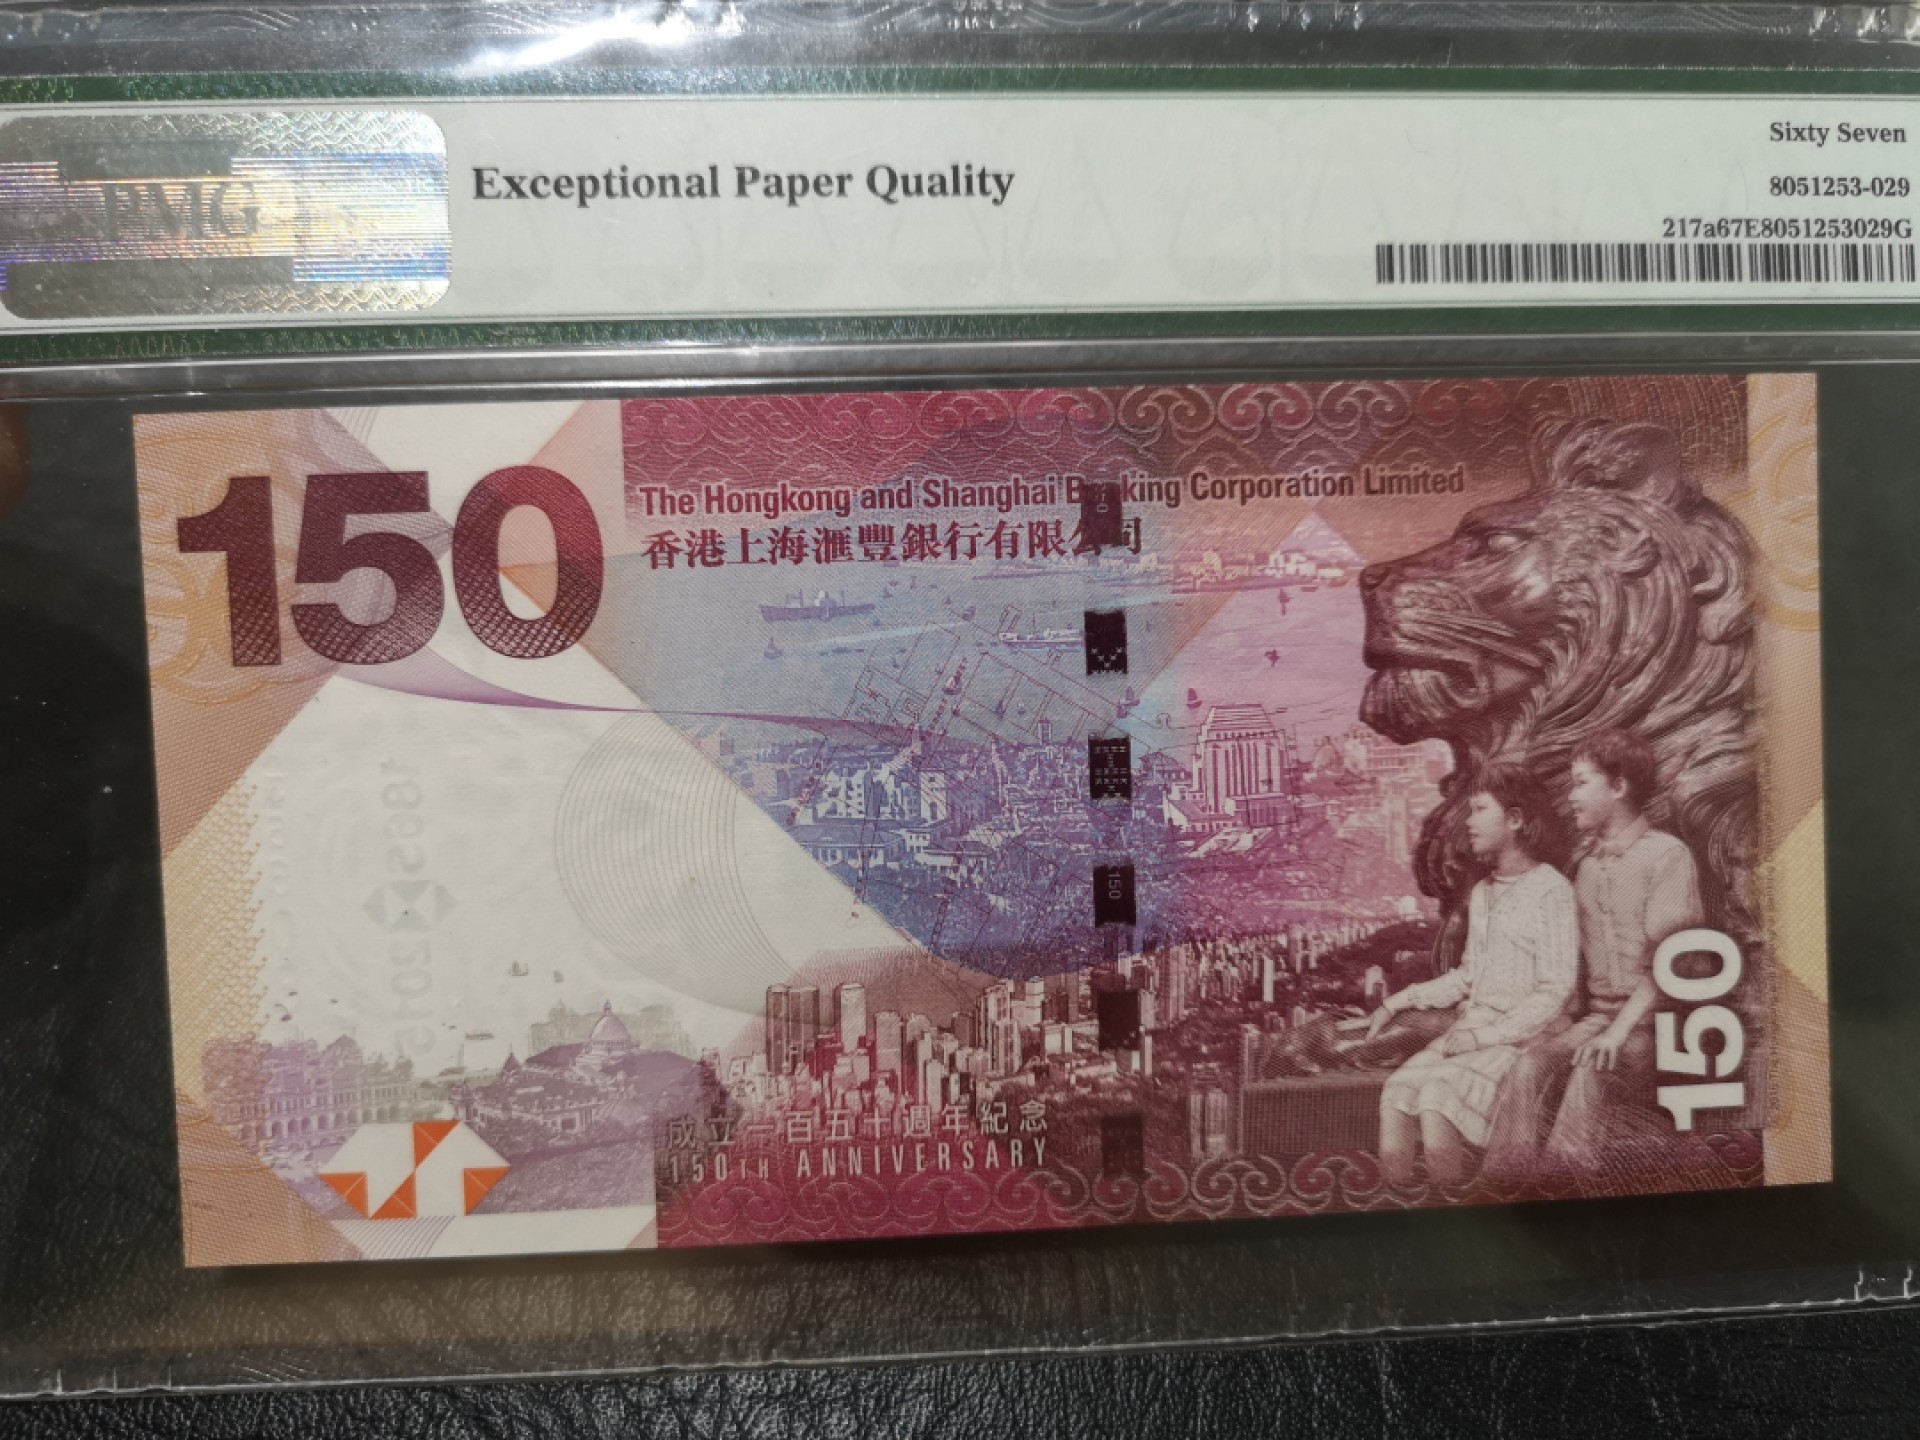 Sixty Seven
PMG
Exceptional Paper Quality
8051253-029
217a67E8051253029G
150
The Hongkong and Shanghai Banking Corporation Limited
香港上海滙豐銀行有限公司
150
150
成立一百五十週年紀念
150TH ANNIVERSARY